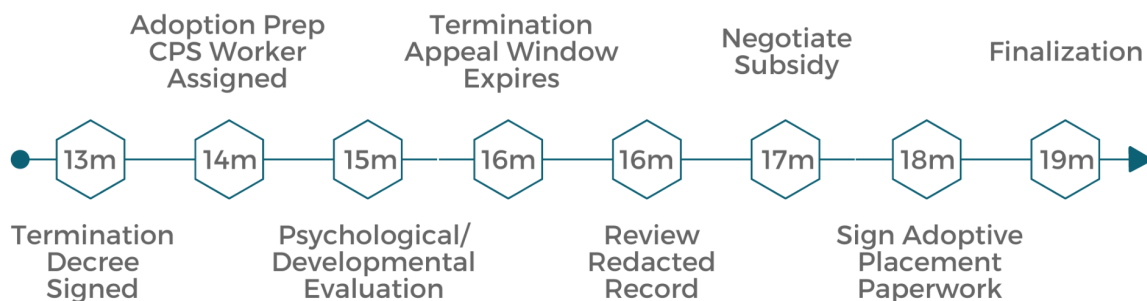 Adoption Prep
CPS Worker
Assigned
Termination
Appeal Window
Expires
Negotiate
Subsidy
Finalization
13m
14m
15m
16m
16m
17m
18m
19m
Termination
Decree
Signed
Psychological/
Developmental
Evaluation
Review
Redacted
Record
Sign Adoptive
Placement
Paperwork